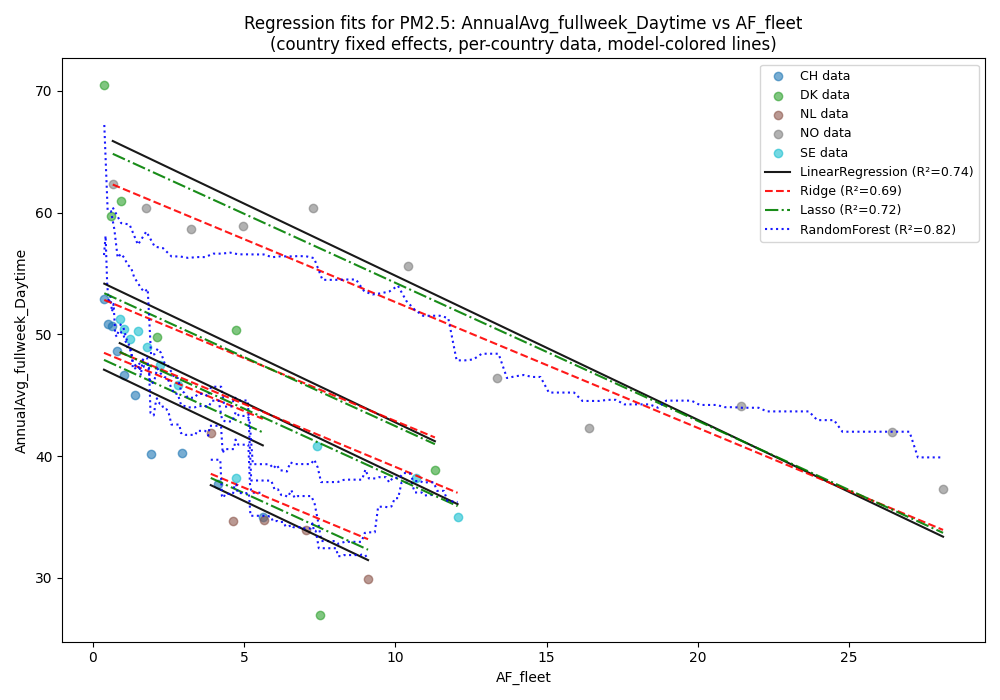 Regression fits for PM2.5: AnnualAvg_fullweek_Daytime vs AF_fleet
(country fixed effects, per-country data, model-colored lines)
CH data
DK data
NL data
NO data
SE data
LinearRegression (R²=0.74)
Ridge (R²=0.69)
Lasso (R²=0.72)
RandomForest (R²=0.82)
AnnualAvg_fullweek_Daytime
70
60
50
40
30
0 5 10 15 20 25
AF_fleet